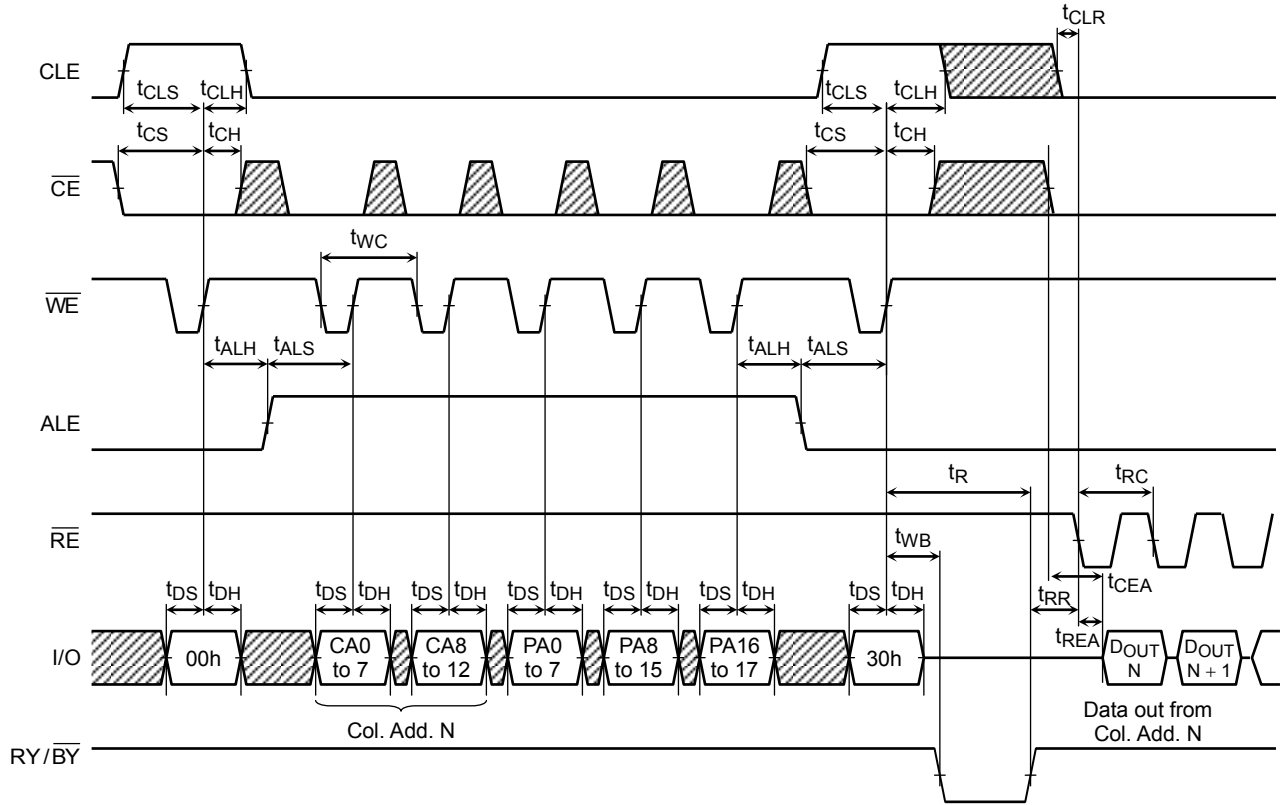 tCLR
CLE
tCLS tCLH tCLS tCLH
tCS tCH tCS tCH
CE
tWC
WE
tALH tALS tALH tALS
ALE
tR tRC
RE
tWB
tDS tDH tDS tDH tDS tDH tDS tDH tDS tDH tDS tDH tDS tDH tRR tCEA
tREA
I/O 00h CA0 to 7 CA8 to 12 PA0 to 7 PA8 to 15 PA16 to 17 30h DOUT N DOUT N + 1
Col. Add. N
Data out from
Col. Add. N
RY/BY